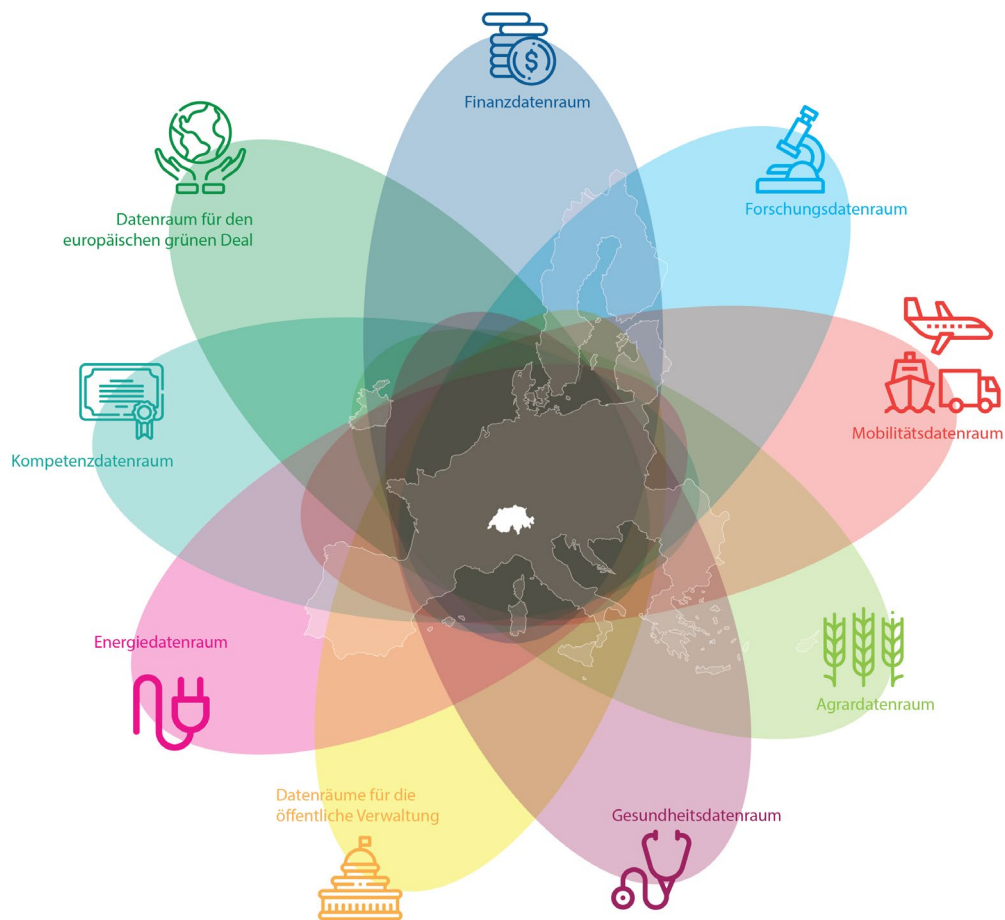 Finanzdatenraum
Forschungsdatenraum
Datenraum für den
europäischen grünen Deal
Mobilitätsdatenraum
Kompetenzdatenraum
Energiedatenraum
Agrardatenraum
Datenräume für die
öffentliche Verwaltung
Gesundheitsdatenraum